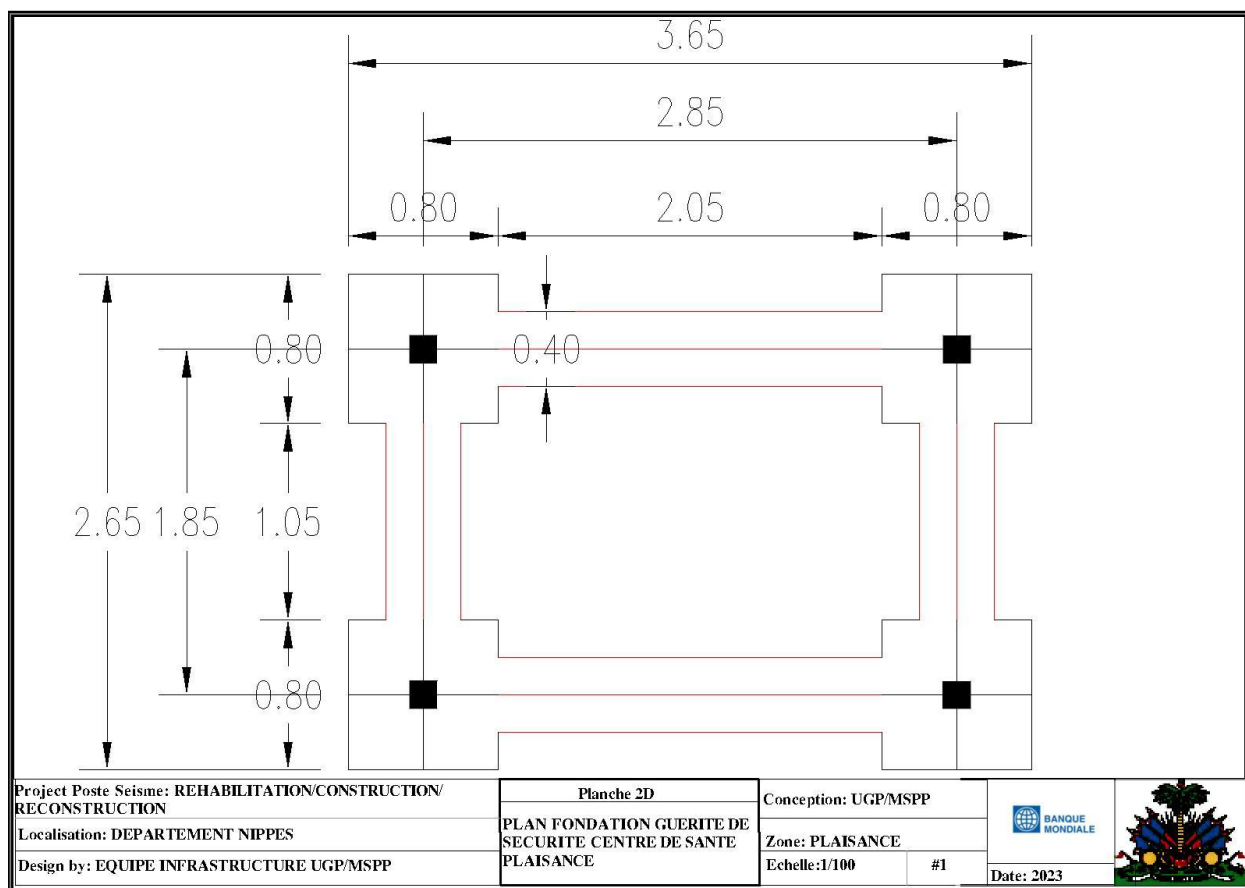 3.65
2.85
0.80
2.05
0.80
0.80
0.40
2.65
1.85
1.05
0.80
Project Poste Seisme: REHABILITATION/CONSTRUCTION/
RECONSTRUCTION
Localisation: DEPARTEMENT NIPPES
Design by: EQUIPE INFRASTRUCTURE UGP/MSPP
Planche 2D
PLAN FONDATION GUERITE DE
SECURITE CENTRE DE SANTE
PLAISANCE
Conception: UGP/MSPP
Zone: PLAISANCE
Echelle:1/100
#1
BANQUE
MONDIALE
Date: 2023